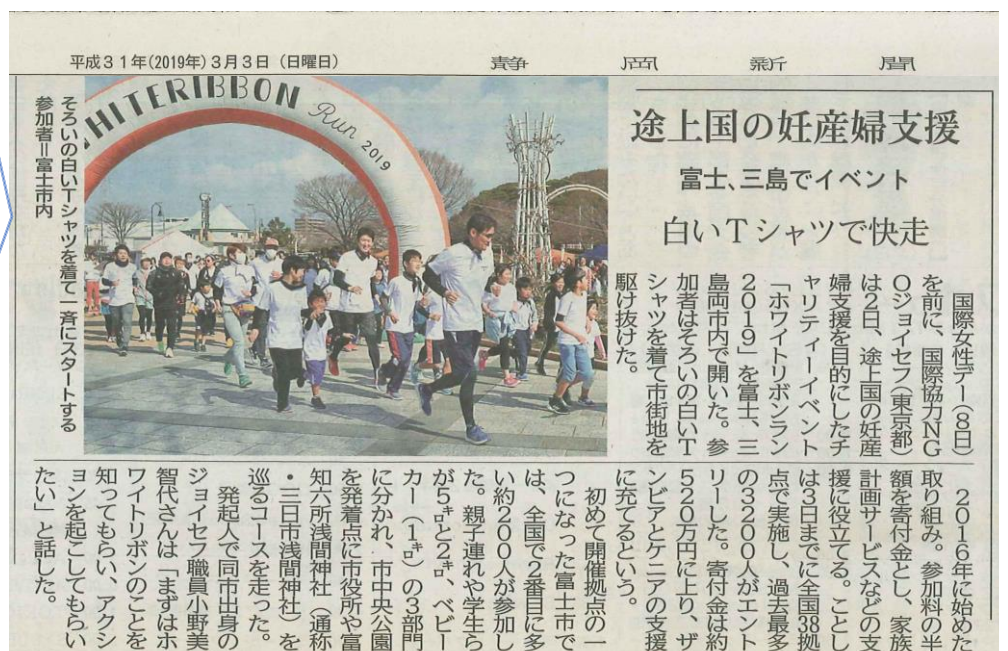 平成31年(2019年)3月3日(日曜日)
静岡新聞
途上国の妊産婦支援
富士、三島でイベント
白いTシャツで快走
国際女性デー(8日)
を前に、国際協力NG
Oジョイセフ(東京都)
は2日、途上国の妊産
婦支援を目的にしたチ
ャリティーイベント
「ホワイトリボンラン
2019」を富士、三
島両市内で開いた。参
加者はそろいの白いT
シャツを着て市街地を
駆け抜けた。
2016年に始めた
取り組み。参加料の半
額を寄付金とし、家族
計画サービスなどの支
援に役立てる。ことし
は3日までに全国38拠
点で実施し、過去最多
の3200人がエント
リーした。寄付金は約
520万円に上り、ザ
ンビアとケニアの支援
に充てるという。
初めて開催拠点の一
つになった富士市で
は、全国で2番目に多
い約200人が参加し
た。親子連れや学生ら
が5㌔と2㌔、ベビー
カー(1㌔)の3部門
に分かれ、市中央公園
を発着点に市役所や富
知六所浅間神社(通称
・三日市浅間神社)を
巡るコースを走った。
発起人で同市出身の
ジョイセフ職員小野美
智代さんは「まずはホ
ワイトリボンのことを
知ってもらい、アクシ
ョンを起こしてもらい
たい」と話した。
HITERIBBON
Run 2019
そろいの白いTシャツを着て一斉にスタートする
参加者=富士市内